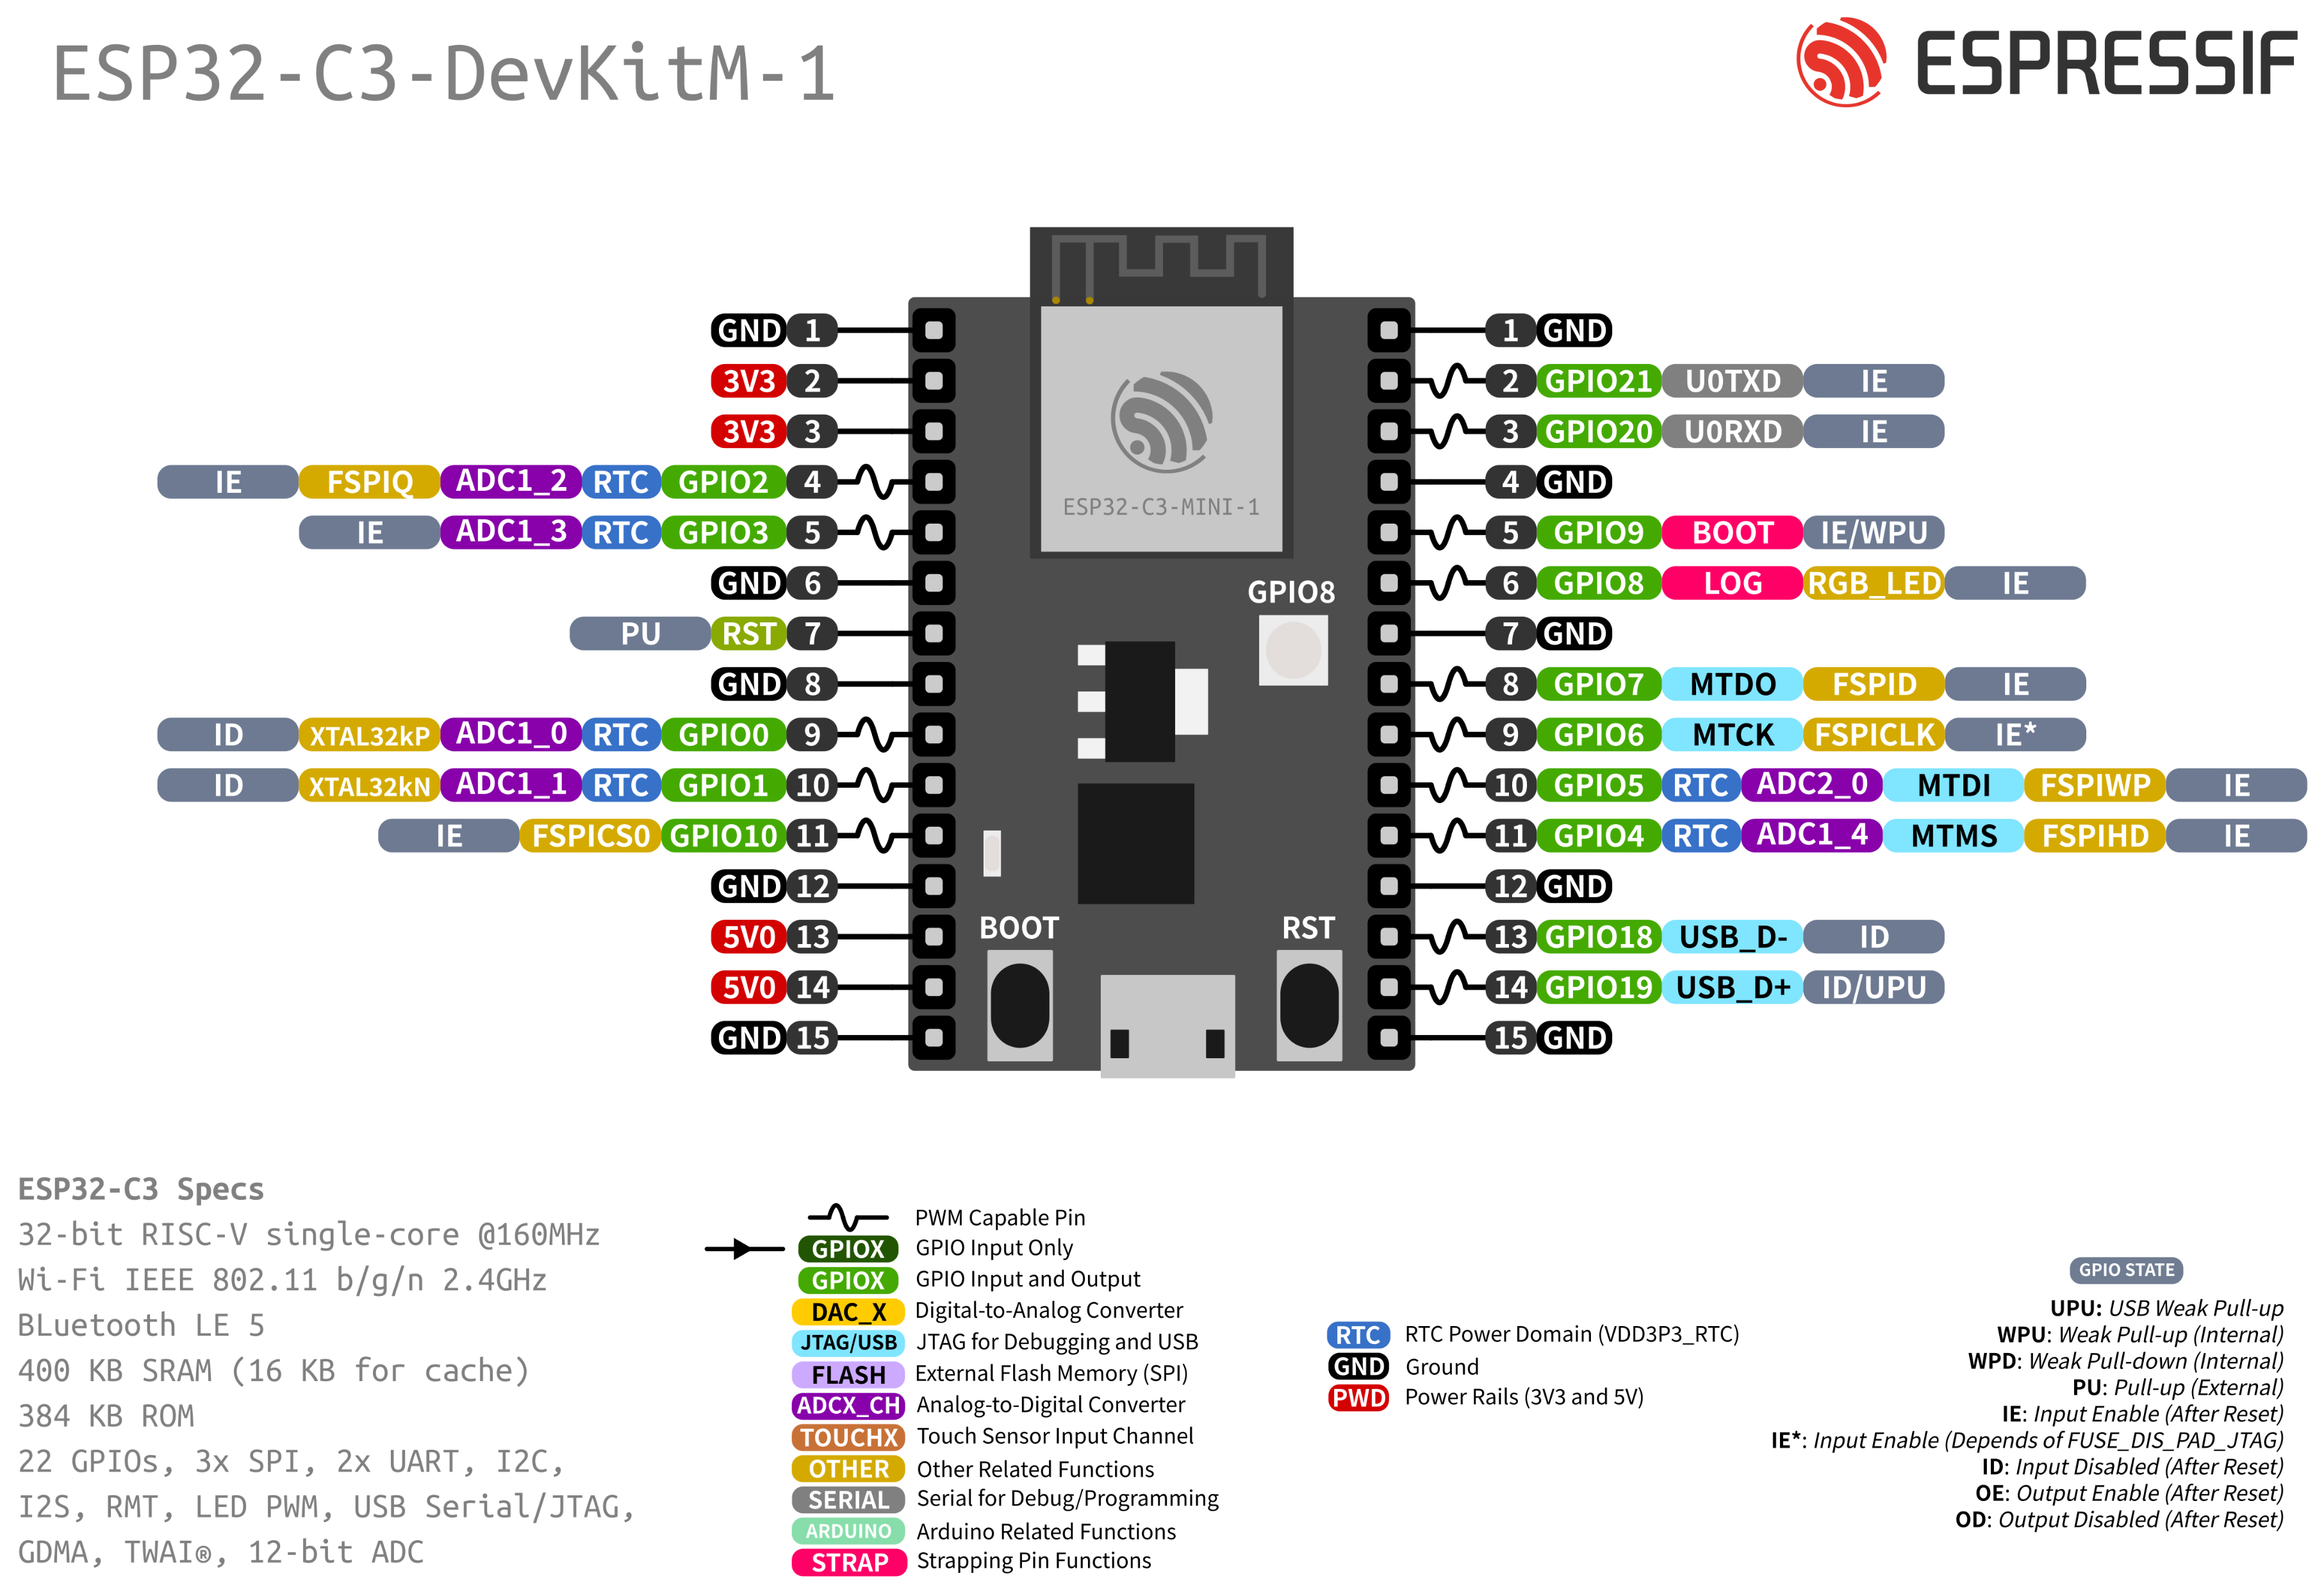 ESP32-C3-DevKitM-1
ESPRESSIF
GND 1
3V3 2
3V3 3
IE FSPIQ ADC1_2 RTC GPIO2 4
IE ADC1_3 RTC GPIO3 5
GND 6
PU RST 7
GND 8
ID XTAL32kP ADC1_0 RTC GPIO0 9
ID XTAL32kN ADC1_1 RTC GPIO1 10
IE FSPICS0 GPIO10 11
GND 12
5V0 13
5V0 14
GND 15
ESP32-C3-MINI-1
GPIO8
BOOT
RST
1 GND
2 GPIO21 U0TXD IE
3 GPIO20 U0RXD IE
4 GND
5 GPIO9 BOOT IE/WPU
6 GPIO8 LOG RGB_LED IE
7 GND
8 GPIO7 MTDO FSPID IE
9 GPIO6 MTCK FSPICLK IE*
10 GPIO5 RTC ADC2_0 MTDI FSPIWP IE
11 GPIO4 RTC ADC1_4 MTMS FSPIHD IE
12 GND
13 GPIO18 USB_D- ID
14 GPIO19 USB_D+ ID/UPU
15 GND
ESP32-C3 Specs
32-bit RISC-V single-core @160MHz
Wi-Fi IEEE 802.11 b/g/n 2.4GHz
BLuetooth LE 5
400 KB SRAM (16 KB for cache)
384 KB ROM
22 GPIOs, 3x SPI, 2x UART, I2C,
I2S, RMT, LED PWM, USB Serial/JTAG,
GDMA, TWAI®, 12-bit ADC
PWM Capable Pin
GPIOX GPIO Input Only
GPIOX GPIO Input and Output
DAC_X Digital-to-Analog Converter
JTAG/USB JTAG for Debugging and USB
FLASH External Flash Memory (SPI)
ADCX_CH Analog-to-Digital Converter
TOUCHX Touch Sensor Input Channel
OTHER Other Related Functions
SERIAL Serial for Debug/Programming
ARDUINO Arduino Related Functions
STRAP Strapping Pin Functions
RTC RTC Power Domain (VDD3P3_RTC)
GND Ground
PWD Power Rails (3V3 and 5V)
GPIO STATE
UPU: USB Weak Pull-up
WPU: Weak Pull-up (Internal)
WPD: Weak Pull-down (Internal)
PU: Pull-up (External)
IE: Input Enable (After Reset)
IE*: Input Enable (Depends of FUSE_DIS_PAD_JTAG)
ID: Input Disabled (After Reset)
OE: Output Enable (After Reset)
OD: Output Disabled (After Reset)